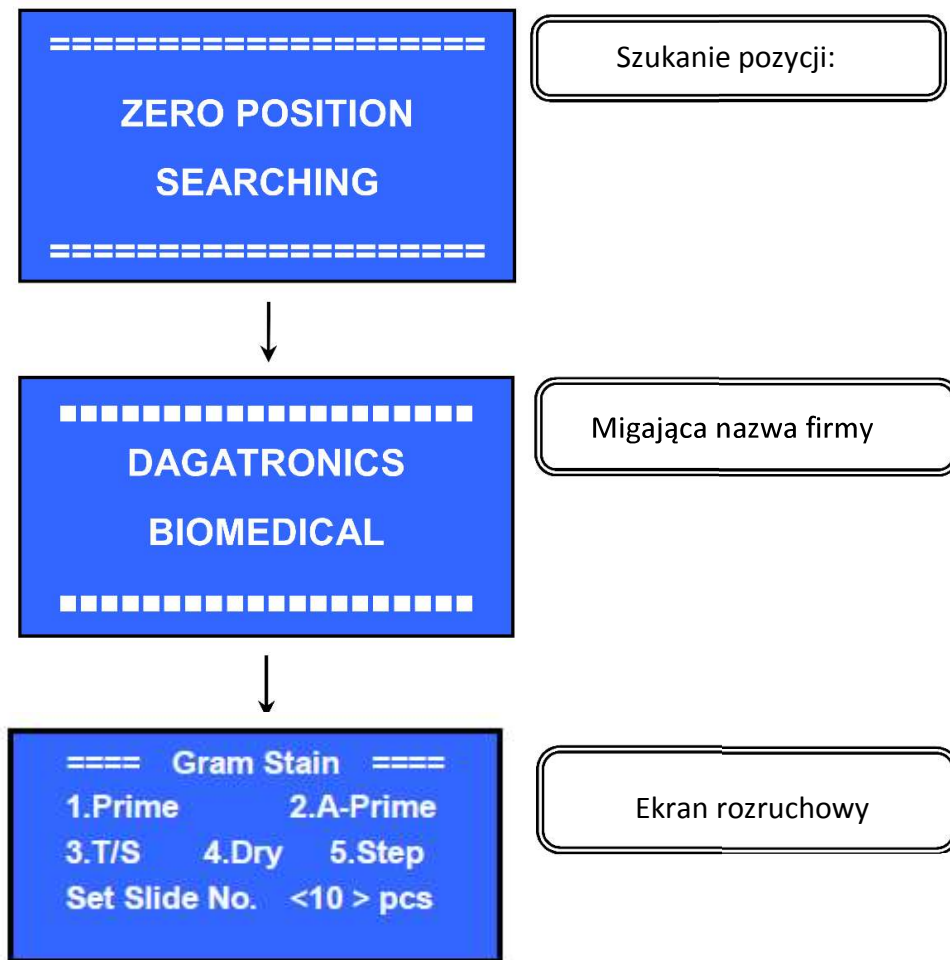 ====================
ZERO POSITION
SEARCHING
====================
Szukanie pozycji:
■■■■■■■■■■■■■■■■■■■■
DAGATRONICS
BIOMEDICAL
■■■■■■■■■■■■■■■■■■■■
Migająca nazwa firmy
==== Gram Stain ====
1.Prime 2.A-Prime
3.T/S 4.Dry 5.Step
Set Slide No. <10 > pcs
Ekran rozruchowy